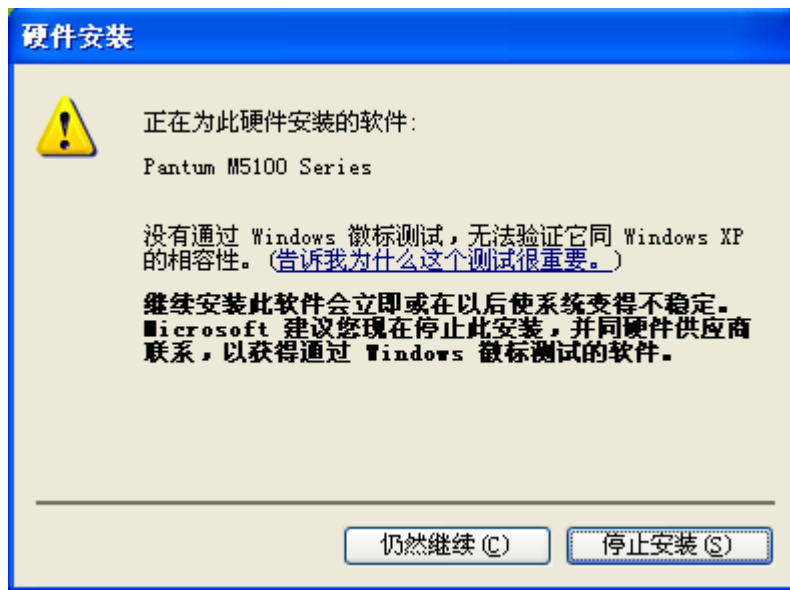 硬件安装
正在为此硬件安装的软件:
Pantum M5100 Series
没有通过 Windows 徽标测试，无法验证它同 Windows XP
的相容性。(告诉我为什么这个测试很重要。)
继续安装此软件会立即或在以后使系统变得不稳定。
Microsoft 建议您现在停止此安装，并同硬件供应商
联系，以获得通过 Windows 徽标测试的软件。
仍然继续(C) 停止安装(S)